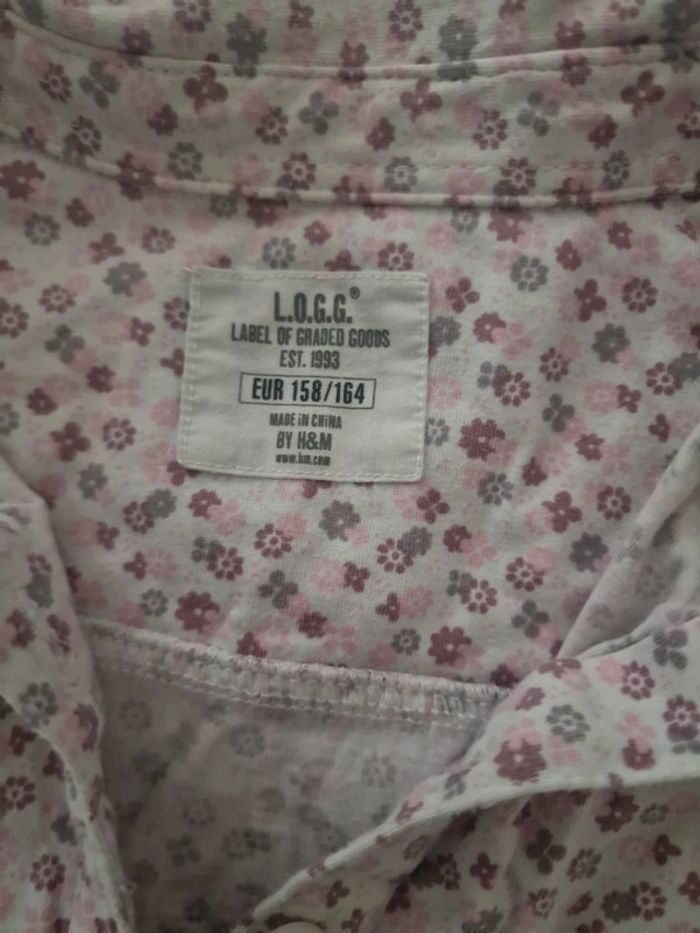 L.O.G.G.®
LABEL OF GRADED GOODS
EST. 1993
EUR 158/164
MADE IN CHINA
BY H&M
www.hm.com